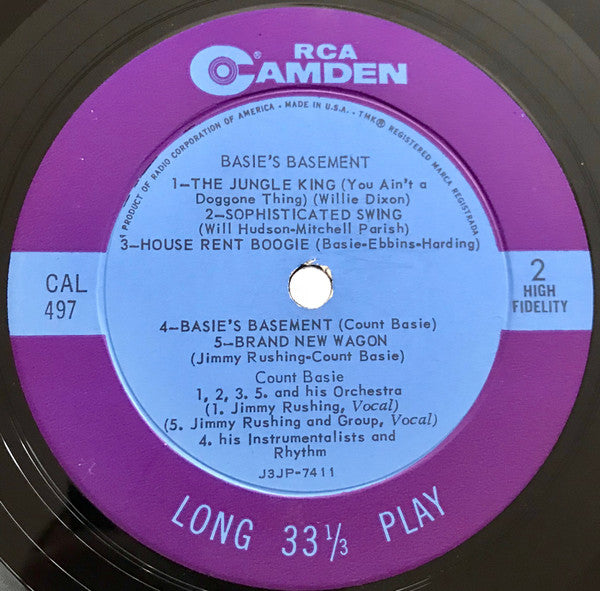 RCA
CAMDEN
®
PRODUCT OF RADIO CORPORATION OF AMERICA • MADE IN U.S.A. • TMK® REGISTERED MARCA REGISTRADA
BASIE'S BASEMENT
1–THE JUNGLE KING (You Ain't a
Doggone Thing) (Willie Dixon)
2–SOPHISTICATED SWING
(Will Hudson-Mitchell Parish)
3–HOUSE RENT BOOGIE (Basie-Ebbins-Harding)
CAL
497
2
HIGH
FIDELITY
4–BASIE'S BASEMENT (Count Basie)
5–BRAND NEW WAGON
(Jimmy Rushing-Count Basie)
Count Basie
1, 2, 3. 5. and his Orchestra
(1. Jimmy Rushing, Vocal)
(5. Jimmy Rushing and Group, Vocal)
4. his Instrumentalists and
Rhythm
J3JP-7411
LONG 33 1/3 PLAY